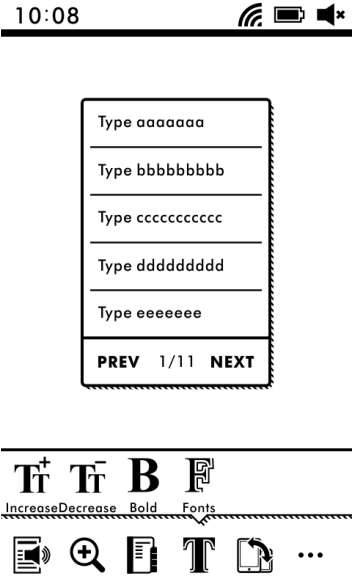 10:08
Type aaaaaaa
Type bbbbbbbbb
Type ccccccccccc
Type ddddddddd
Type eeeeeee
PREV 1/11 NEXT
Increase Decrease Bold Fonts